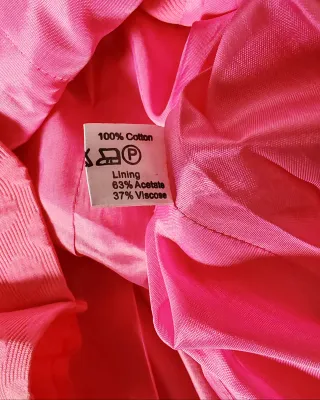 100% Cotton
P
Lining
63% Acetate
37% Viscose